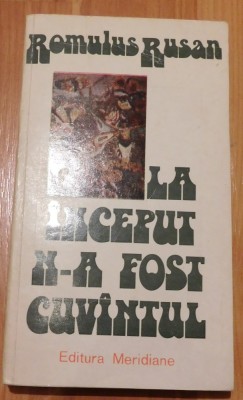 Romulus Rusan
LA
ÎNCEPUT
N-A FOST
CUVÎNTUL
Editura Meridiane